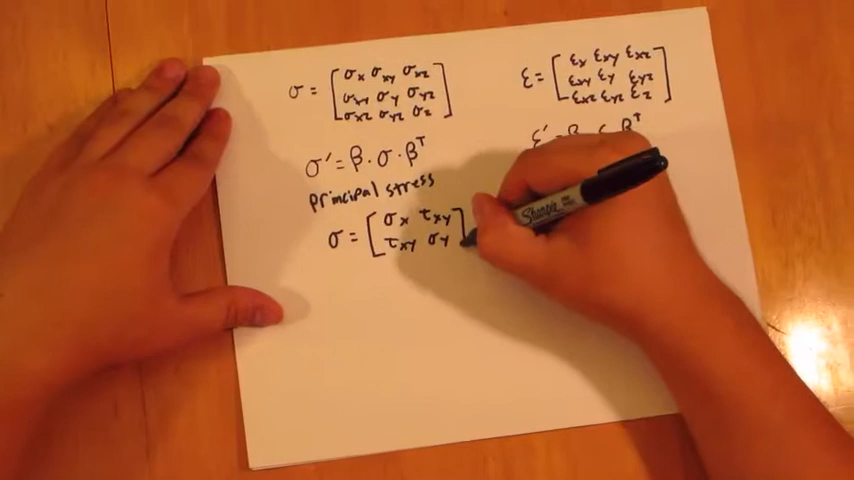 σ = [ σx σxy σxz
σxy σy σyz
σxz σyz σz ]
ε = [ εx εxy εxz
εxy εy εyz
εxz εyz εz ]
σ' = β · σ · βᵀ
ε' = β ε βᵀ
principal stress
σ = [ σx τxy
τxy σy ]
Sharpie